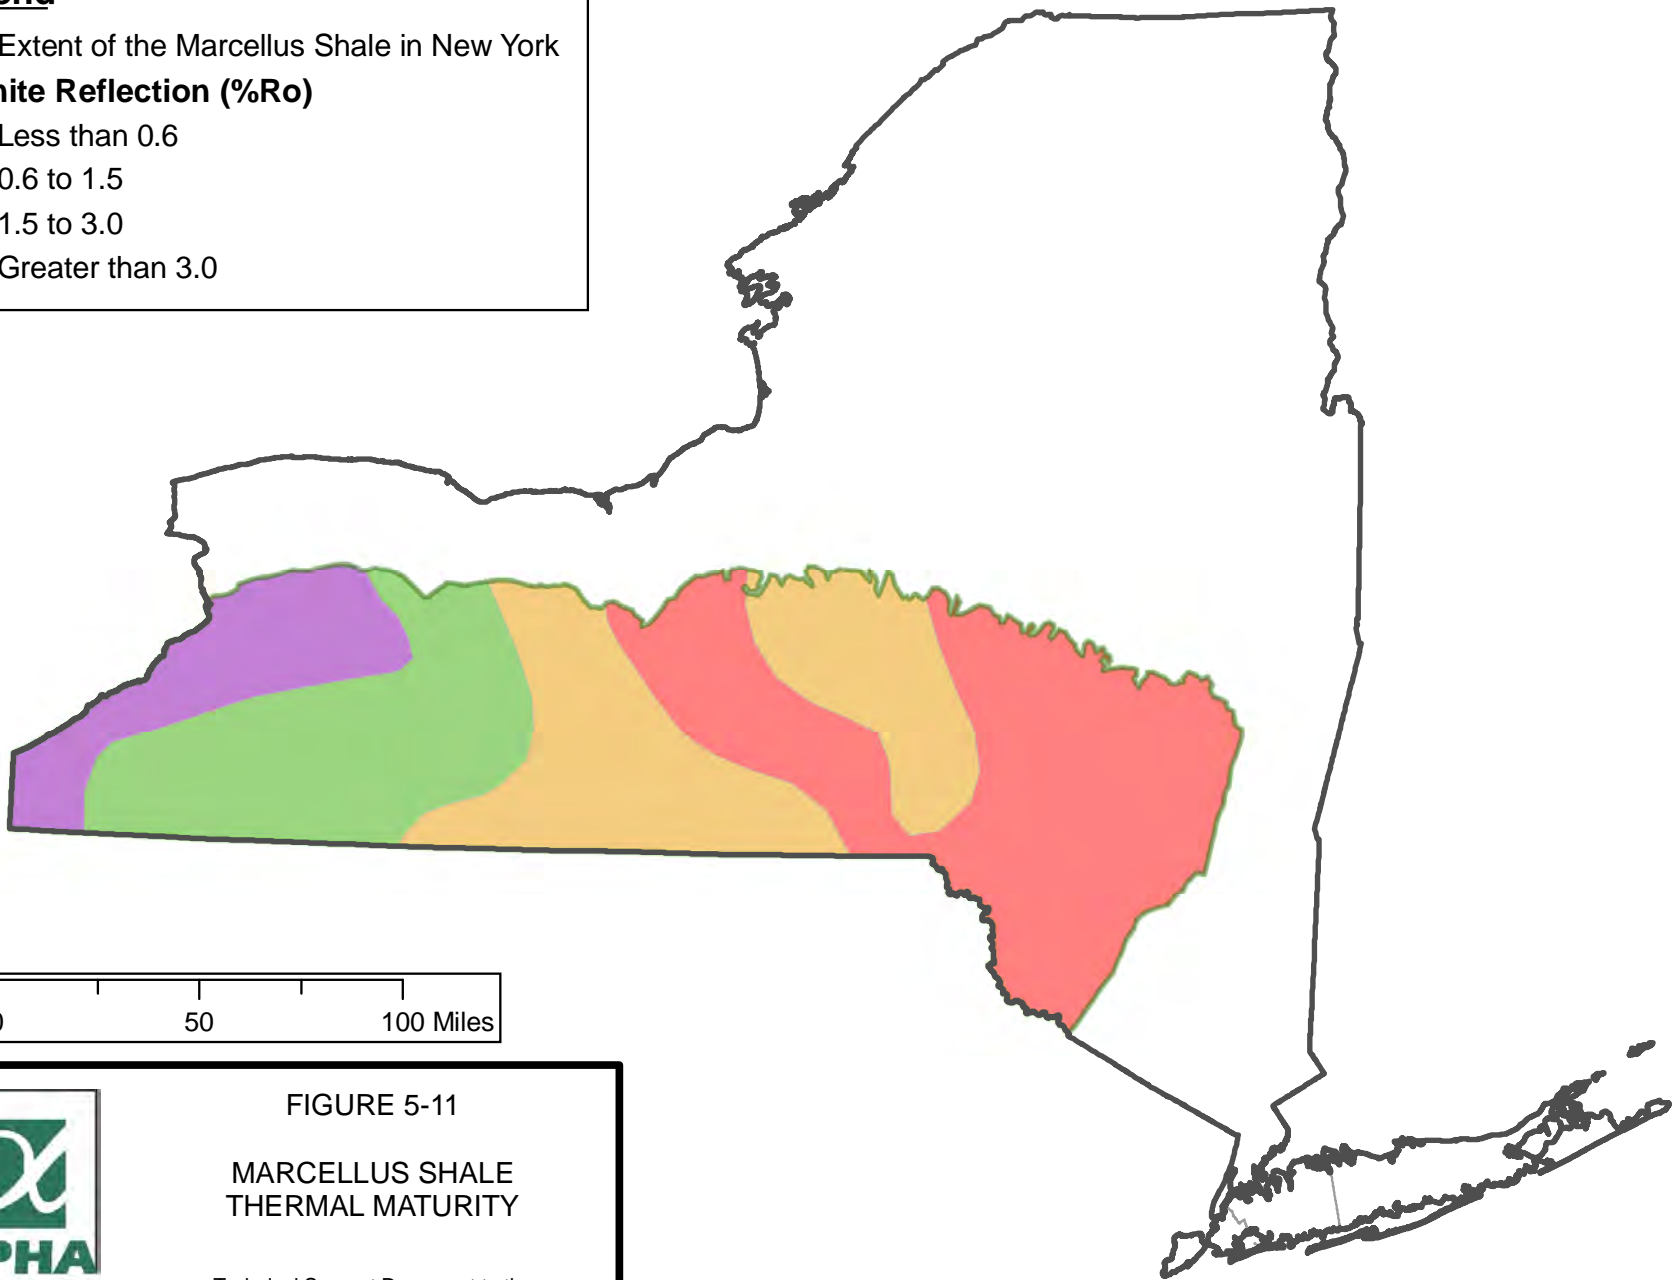 Extent of the Marcellus Shale in New York
nite Reflection (%Ro)
Less than 0.6
0.6 to 1.5
1.5 to 3.0
Greater than 3.0
50 100 Miles
FIGURE 5-11
MARCELLUS SHALE
THERMAL MATURITY
PHA